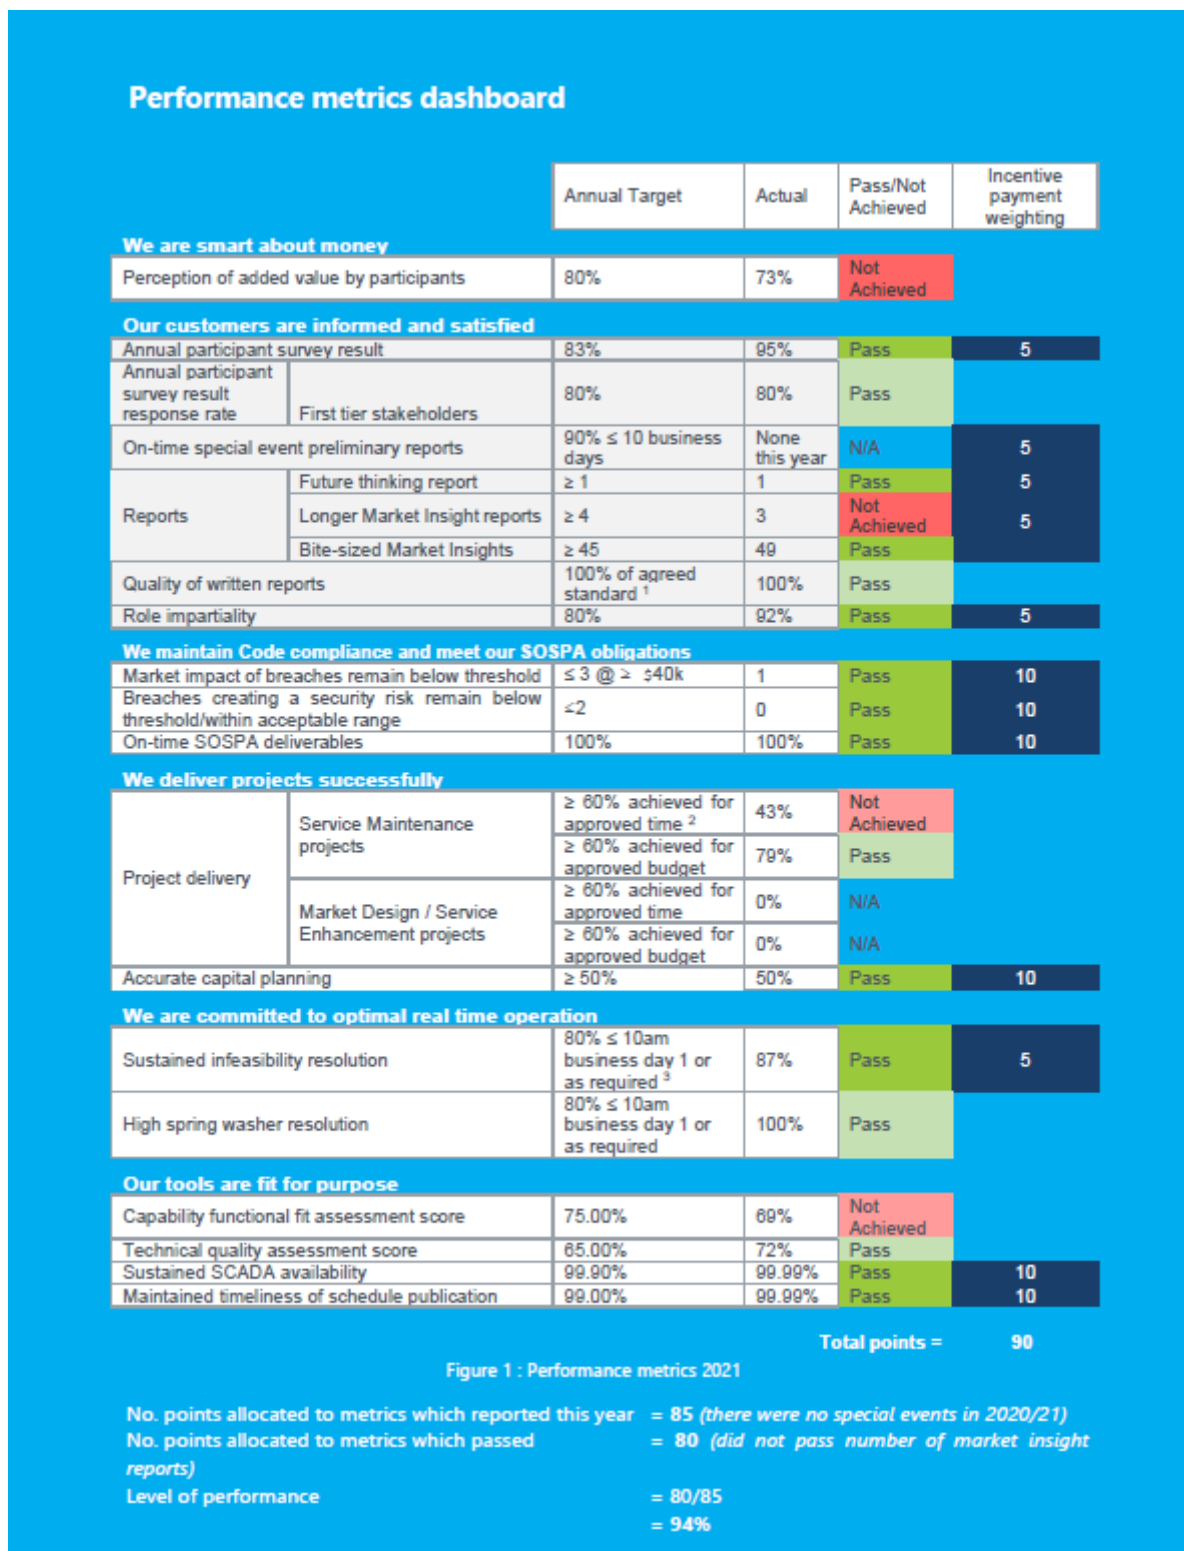 Performance metrics dashboard
Annual Target
Actual
Pass/Not
Achieved
Incentive
payment
weighting
We are smart about money
Perception of added value by participants
80%
73%
Not
Achieved
Our customers are informed and satisfied
Annual participant survey result
83%
95%
Pass
5
Annual participant
survey result
response rate
First tier stakeholders
80%
80%
Pass
On-time special event preliminary reports
90% ≤ 10 business
days
None
this year
N/A
5
Reports
Future thinking report
≥ 1
1
Pass
5
Longer Market Insight reports
≥ 4
3
Not
Achieved
5
Bite-sized Market Insights
≥ 45
49
Pass
Quality of written reports
100% of agreed
standard ¹
100%
Pass
Role impartiality
80%
92%
Pass
5
We maintain Code compliance and meet our SOSPA obligations
Market impact of breaches remain below threshold
≤ 3 @ ≥ $40k
1
Pass
10
Breaches creating a security risk remain below
threshold/within acceptable range
≤2
0
Pass
10
On-time SOSPA deliverables
100%
100%
Pass
10
We deliver projects successfully
Project delivery
Service Maintenance
projects
≥ 60% achieved for
approved time ²
43%
Not
Achieved
≥ 60% achieved for
approved budget
79%
Pass
Market Design / Service
Enhancement projects
≥ 60% achieved for
approved time
0%
N/A
≥ 60% achieved for
approved budget
0%
N/A
Accurate capital planning
≥ 50%
50%
Pass
10
We are committed to optimal real time operation
Sustained infeasibility resolution
80% ≤ 10am
business day 1 or
as required ³
87%
Pass
5
High spring washer resolution
80% ≤ 10am
business day 1 or
as required
100%
Pass
Our tools are fit for purpose
Capability functional fit assessment score
75.00%
69%
Not
Achieved
Technical quality assessment score
65.00%
72%
Pass
Sustained SCADA availability
99.90%
99.99%
Pass
10
Maintained timeliness of schedule publication
99.00%
99.99%
Pass
10
Total points = 90
Figure 1 : Performance metrics 2021
No. points allocated to metrics which reported this year = 85 (there were no special events in 2020/21)
No. points allocated to metrics which passed = 80 (did not pass number of market insight
reports)
Level of performance = 80/85
= 94%